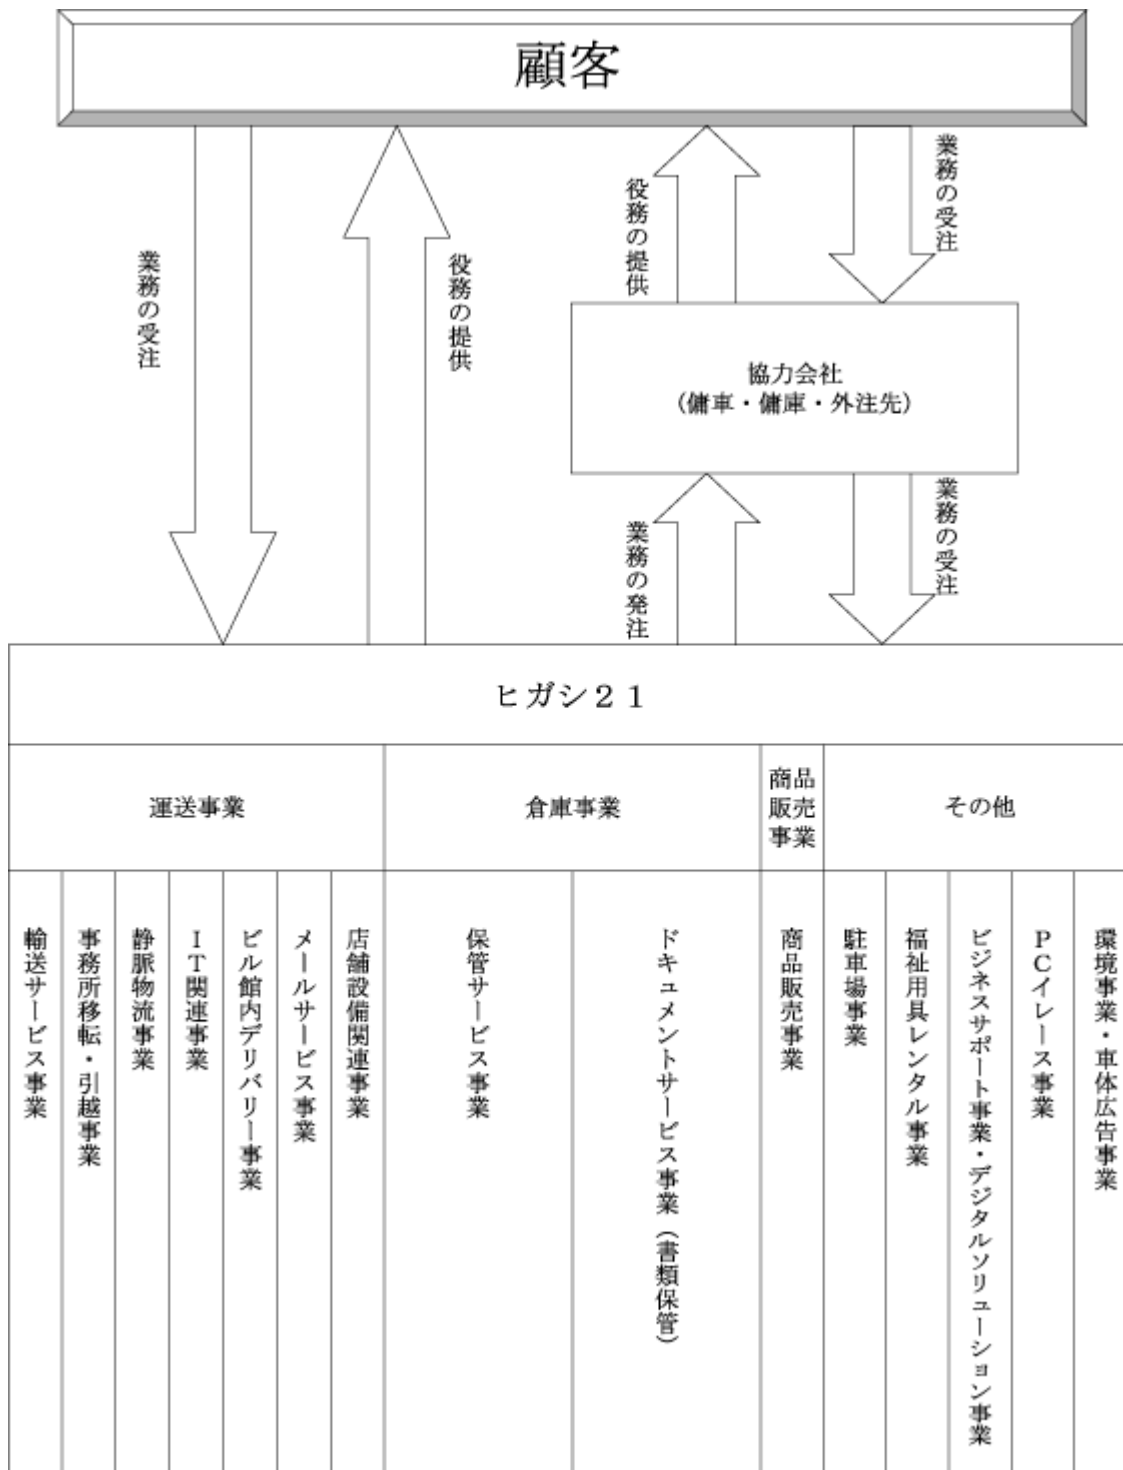 顧客
業務の受注
役務の提供
役務の提供
業務の受注
協力会社
(傭車・傭庫・外注先)
業務の発注
業務の受注
ヒガシ２１
運送事業
倉庫事業
商品
販売
事業
その他
輸送サービス事業
事務所移転・引越事業
静脈物流事業
ＩＴ関連事業
ビル館内デリバリー事業
メールサービス事業
店舗設備関連事業
保管サービス事業
ドキュメントサービス事業（書類保管）
商品販売事業
駐車場事業
福祉用具レンタル事業
ビジネスサポート事業・デジタルソリューション事業
ＰＣイレース事業
環境事業・車体広告事業